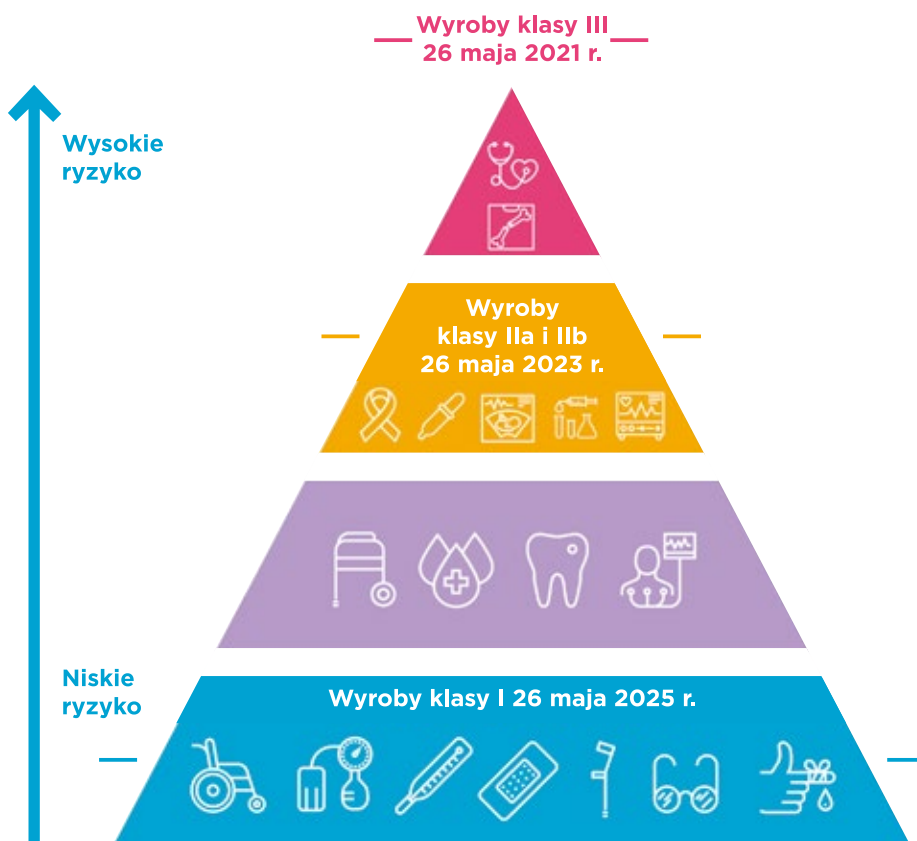 Wyroby klasy III
26 maja 2021 r.
Wysokie
ryzyko
Wyroby
klasy IIa i IIb
26 maja 2023 r.
Niskie
ryzyko
Wyroby klasy I 26 maja 2025 r.